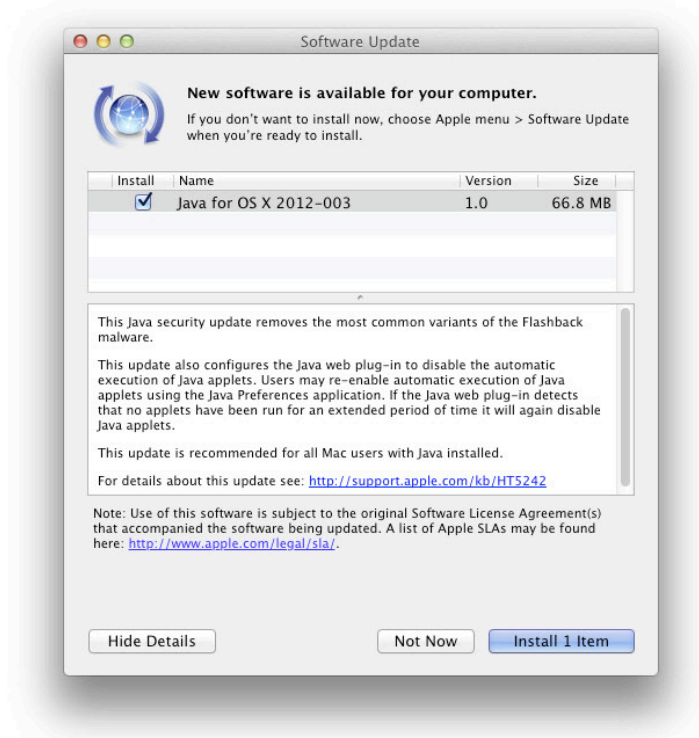 Software Update
New software is available for your computer.
If you don't want to install now, choose Apple menu > Software Update
when you're ready to install.
Install Name Version Size
Java for OS X 2012-003 1.0 66.8 MB
This Java security update removes the most common variants of the Flashback
malware.
This update also configures the Java web plug-in to disable the automatic
execution of Java applets. Users may re-enable automatic execution of Java
applets using the Java Preferences application. If the Java web plug-in detects
that no applets have been run for an extended period of time it will again disable
Java applets.
This update is recommended for all Mac users with Java installed.
For details about this update see: http://support.apple.com/kb/HT5242
Note: Use of this software is subject to the original Software License Agreement(s)
that accompanied the software being updated. A list of Apple SLAs may be found
here: http://www.apple.com/legal/sla/.
Hide Details Not Now Install 1 Item